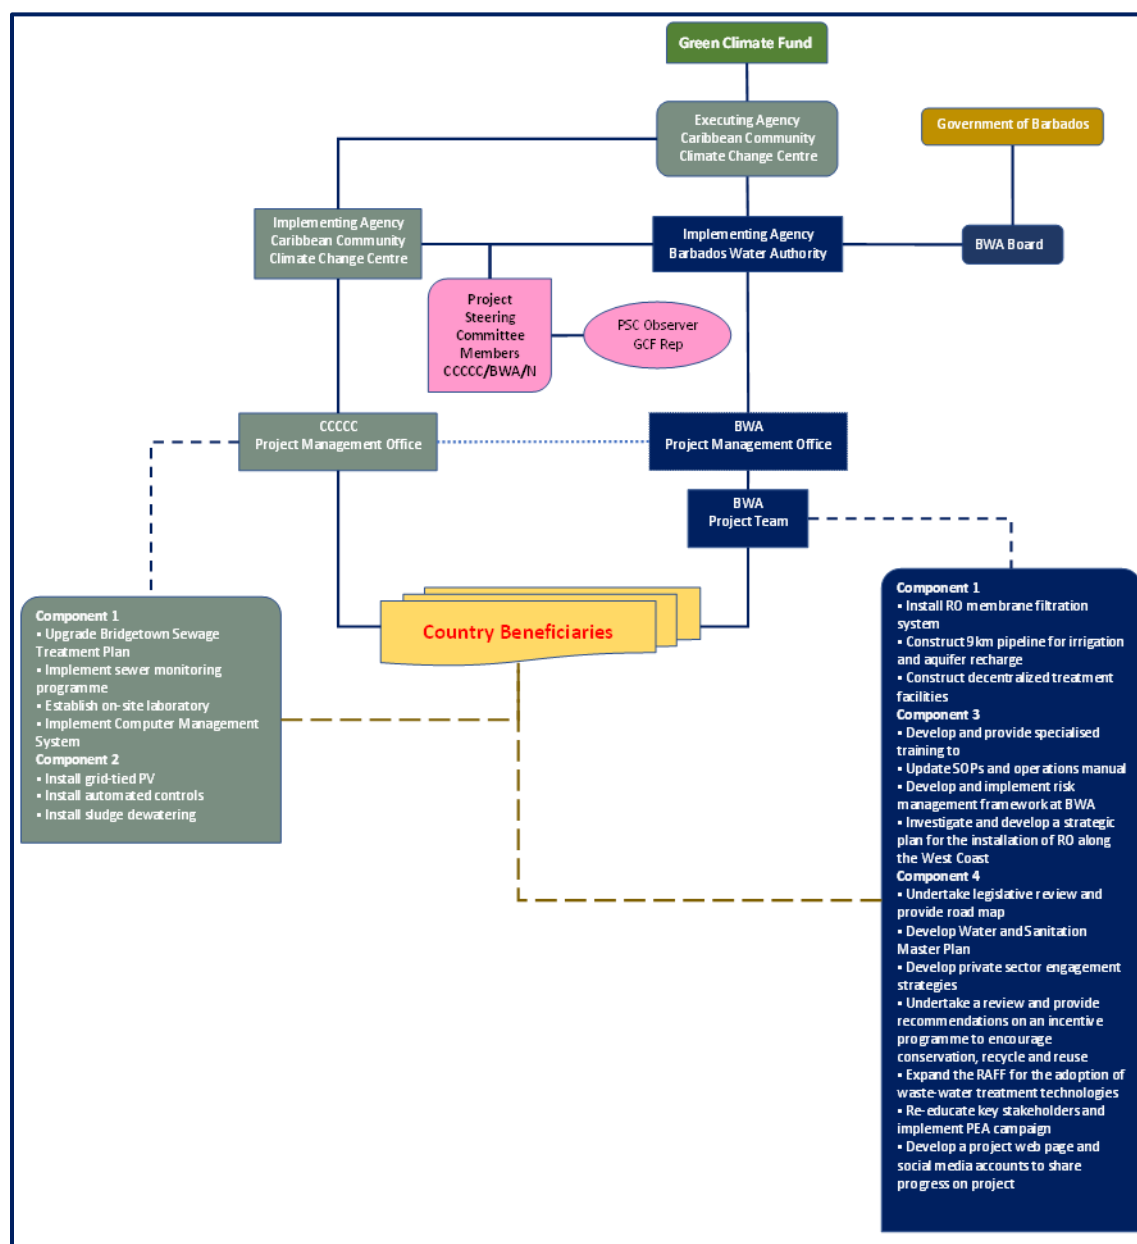 Green Climate Fund
Executing Agency
Caribbean Community
Climate Change Centre
Government of Barbados
Implementing Agency
Caribbean Community
Climate Change Centre
Implementing Agency
Barbados Water Authority
BWA Board
Project
Steering
Committee
Members
CCCCC/BWA/N
PSC Observer
GCF Rep
CCCCC
Project Management Office
BWA
Project Management Office
BWA
Project Team
Country Beneficiaries
Component 1
▪ Upgrade Bridgetown Sewage
Treatment Plan
▪ Implement sewer monitoring
programme
▪ Establish on-site laboratory
▪ Implement Computer Management
System
Component 2
▪ Install grid-tied PV
▪ Install automated controls
▪ Install sludge dewatering
Component 1
▪ Install RO membrane filtration
system
▪ Construct 9km pipeline for irrigation
and aquifer recharge
▪ Construct decentralized treatment
facilities
Component 3
▪ Develop and provide specialised
training to
▪ Update SOPs and operations manual
▪ Develop and implement risk
management framework at BWA
▪ Investigate and develop a strategic
plan for the installation of RO along
the West Coast
Component 4
▪ Undertake legislative review and
provide road map
▪ Develop Water and Sanitation
Master Plan
▪ Develop private sector engagement
strategies
▪ Undertake a review and provide
recommendations on an incentive
programme to encourage
conservation, recycle and reuse
▪ Expand the RAFF for the adoption of
waste-water treatment technologies
▪ Re-educate key stakeholders and
implement PEA campaign
▪ Develop a project web page and
social media accounts to share
progress on project